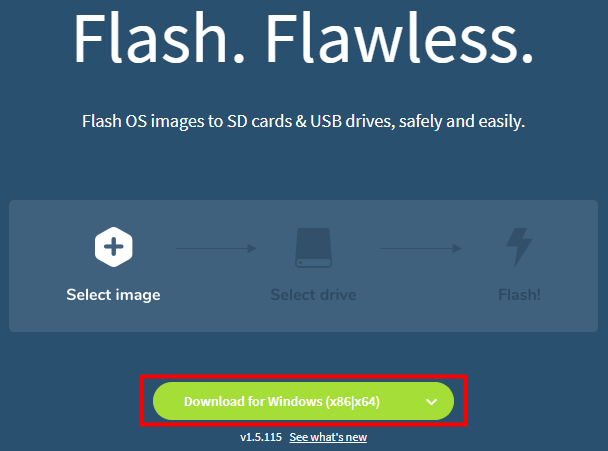 Flash. Flawless.
Flash OS images to SD cards & USB drives, safely and easily.
Select image
Select drive
Flash!
Download for Windows (x86|x64)
v1.5.115 See what's new